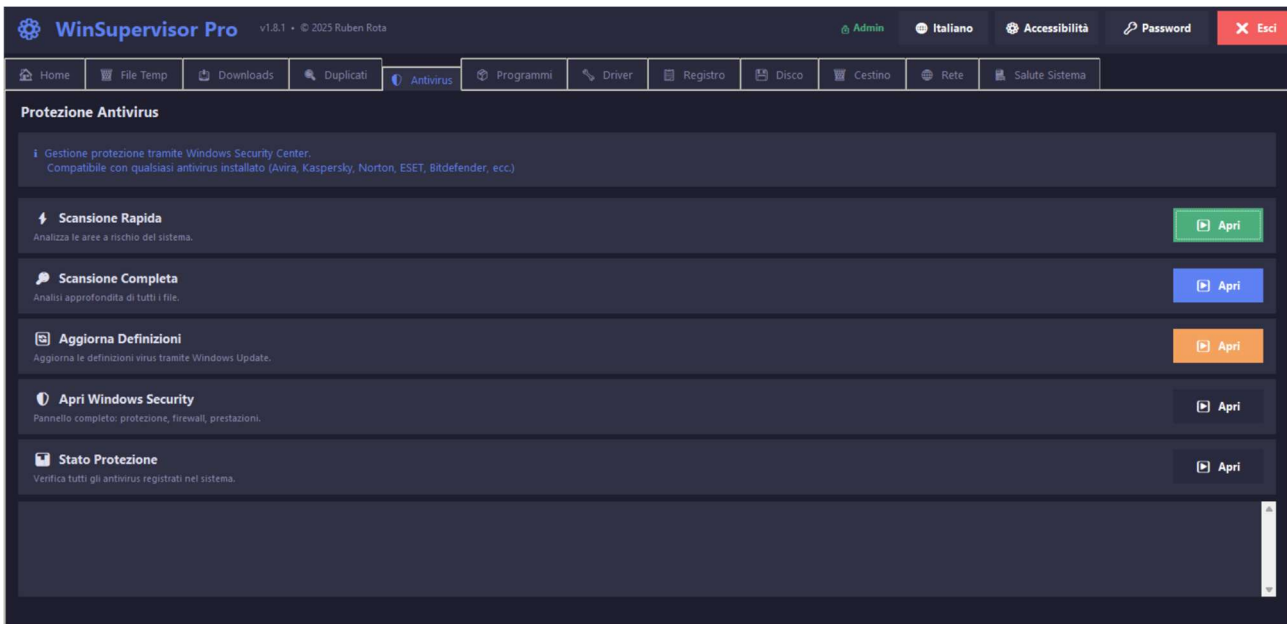 WinSupervisor Pro v1.8.1 • © 2025 Ruben Rota Admin Italiano Accessibilità Password Esci
Home File Temp Downloads Duplicati Antivirus Programmi Driver Registro Disco Cestino Rete Salute Sistema
Protezione Antivirus
Gestione protezione tramite Windows Security Center.
Compatibile con qualsiasi antivirus installato (Avira, Kaspersky, Norton, ESET, Bitdefender, ecc.)
Scansione Rapida
Analizza le aree a rischio del sistema.
Apri
Scansione Completa
Analisi approfondita di tutti i file.
Apri
Aggiorna Definizioni
Aggiorna le definizioni virus tramite Windows Update.
Apri
Apri Windows Security
Pannello completo: protezione, firewall, prestazioni.
Apri
Stato Protezione
Verifica tutti gli antivirus registrati nel sistema.
Apri